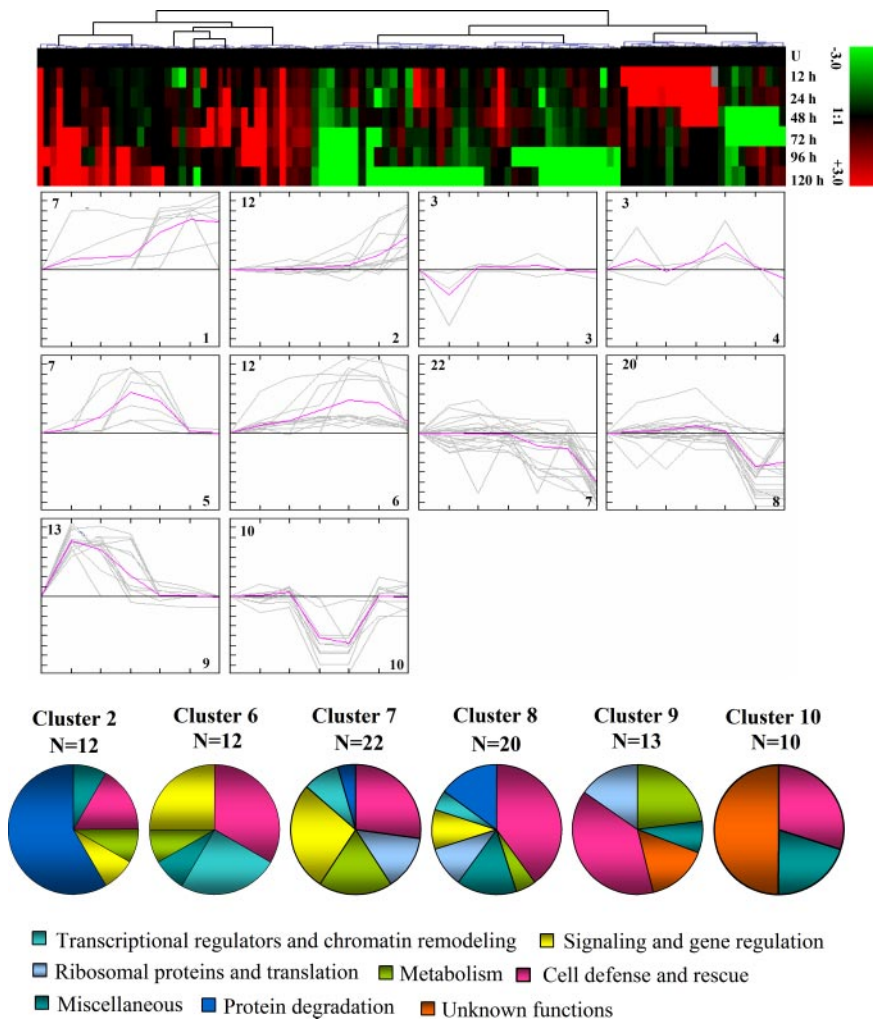 U
12 h
24 h
48 h
72 h
96 h
120 h
-3.0
1:1
+3.0
7
1
12
2
3
3
3
4
7
5
12
6
22
7
20
8
13
9
10
10
Cluster 2
N=12
Cluster 6
N=12
Cluster 7
N=22
Cluster 8
N=20
Cluster 9
N=13
Cluster 10
N=10
Transcriptional regulators and chromatin remodeling
Signaling and gene regulation
Ribosomal proteins and translation
Metabolism
Cell defense and rescue
Miscellaneous
Protein degradation
Unknown functions